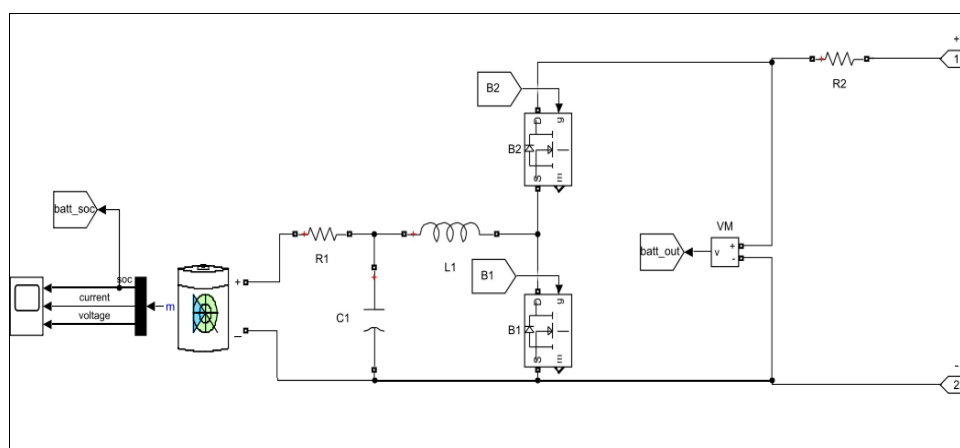 +
1
R2
B2
D
g
B2
S
m
batt_soc
VM
+
v
-
batt_out
R1
L1
B1
D
g
B1
S
m
soc
current
voltage
m
+
_
C1
-
2